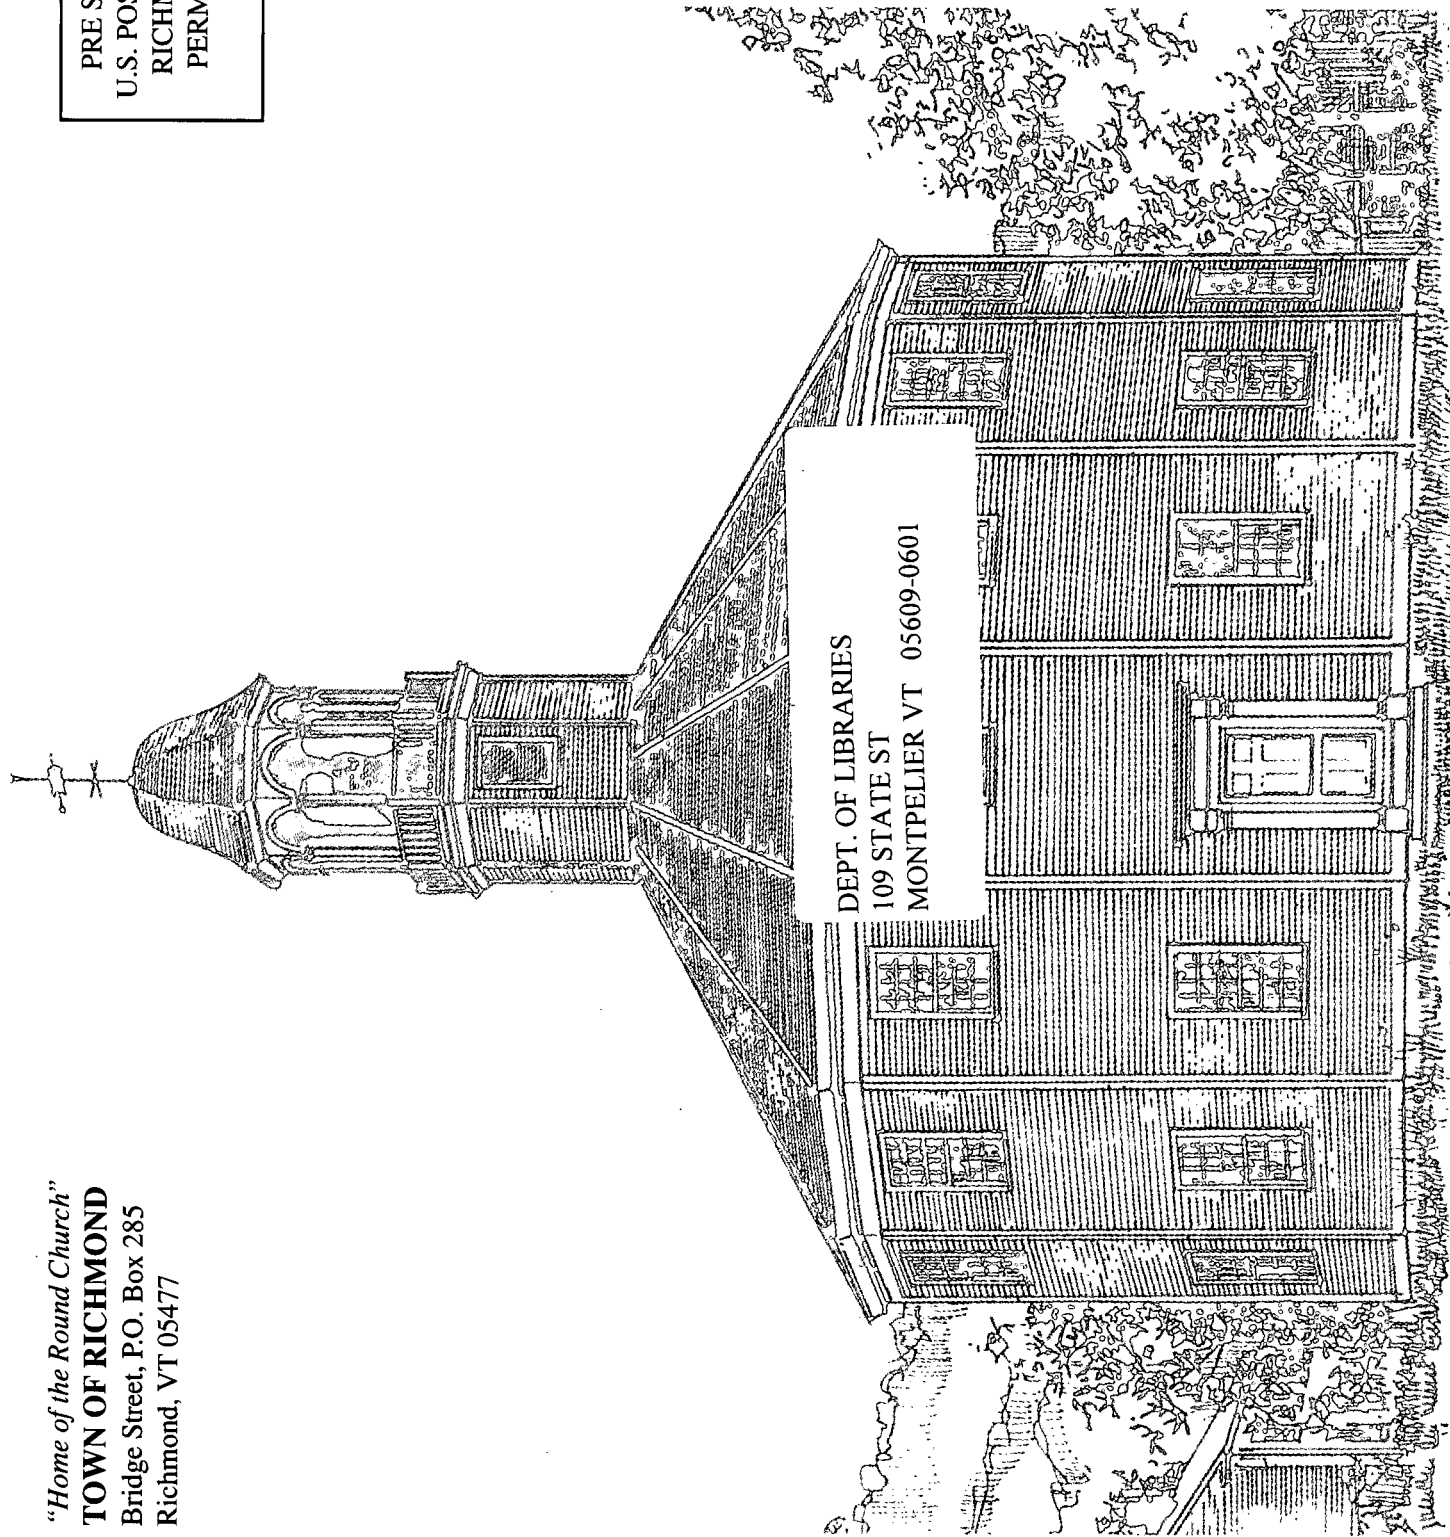 "Home of the Round Church"
TOWN OF RICHMOND
Bridge Street, P.O. Box 285
Richmond, VT 05477
PRE S
U.S. POS
RICHM
PERM
DEPT. OF LIBRARIES
109 STATE ST
MONTPELIER VT 05609-0601